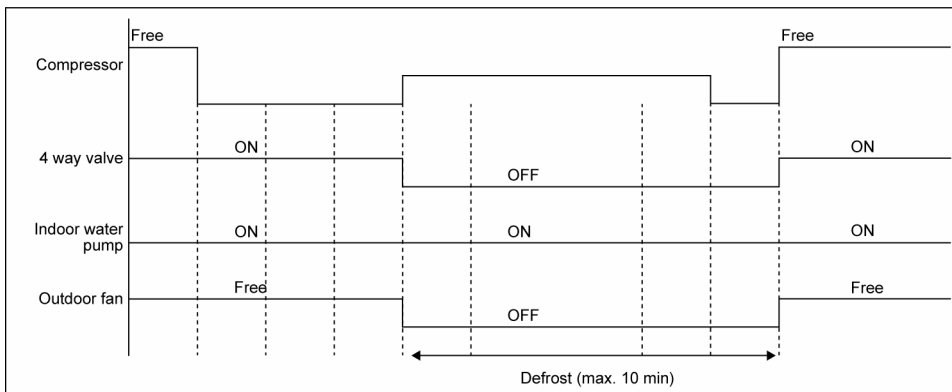 Free
Free
Compressor
4 way valve
ON
ON
OFF
Indoor water
pump
ON
ON
ON
Outdoor fan
Free
Free
OFF
Defrost (max. 10 min)